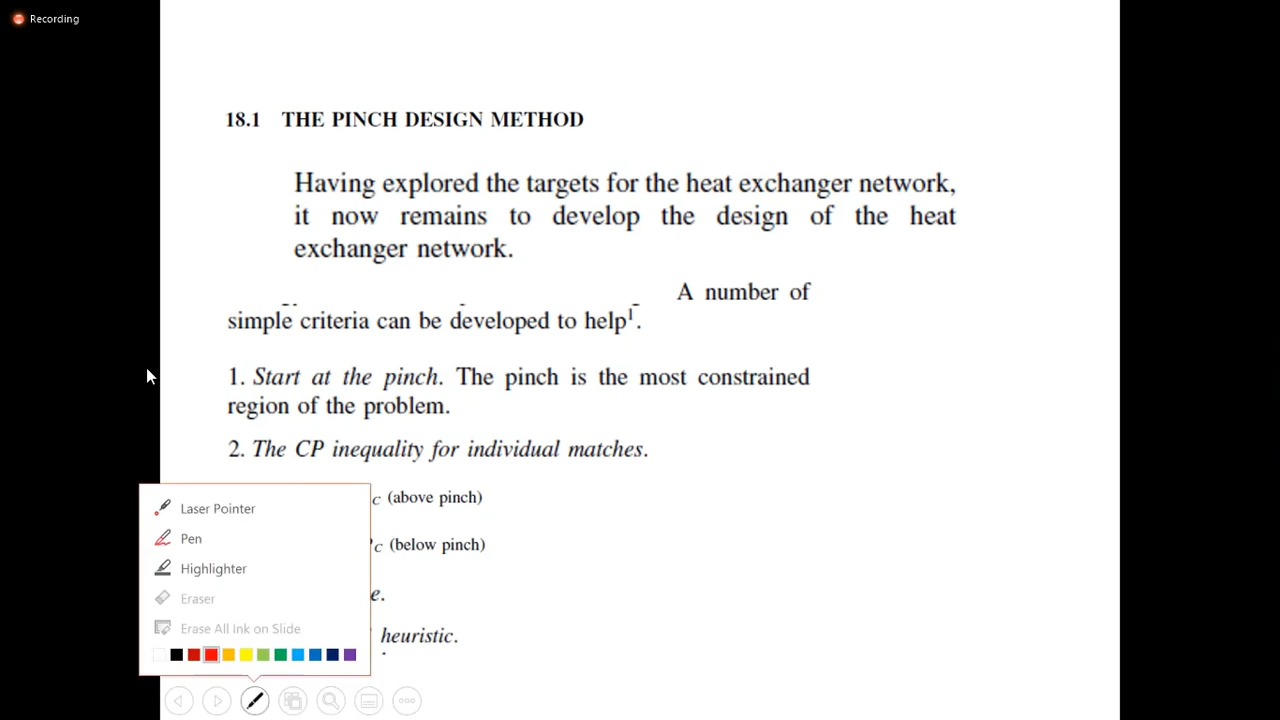 Recording
18.1 THE PINCH DESIGN METHOD
Having explored the targets for the heat exchanger network,
it now remains to develop the design of the heat
exchanger network.
A number of
simple criteria can be developed to help1.
1. Start at the pinch. The pinch is the most constrained
region of the problem.
2. The CP inequality for individual matches.
C (above pinch)
C (below pinch)
e.
heuristic.
Laser Pointer
Pen
Highlighter
Eraser
Erase All Ink on Slide